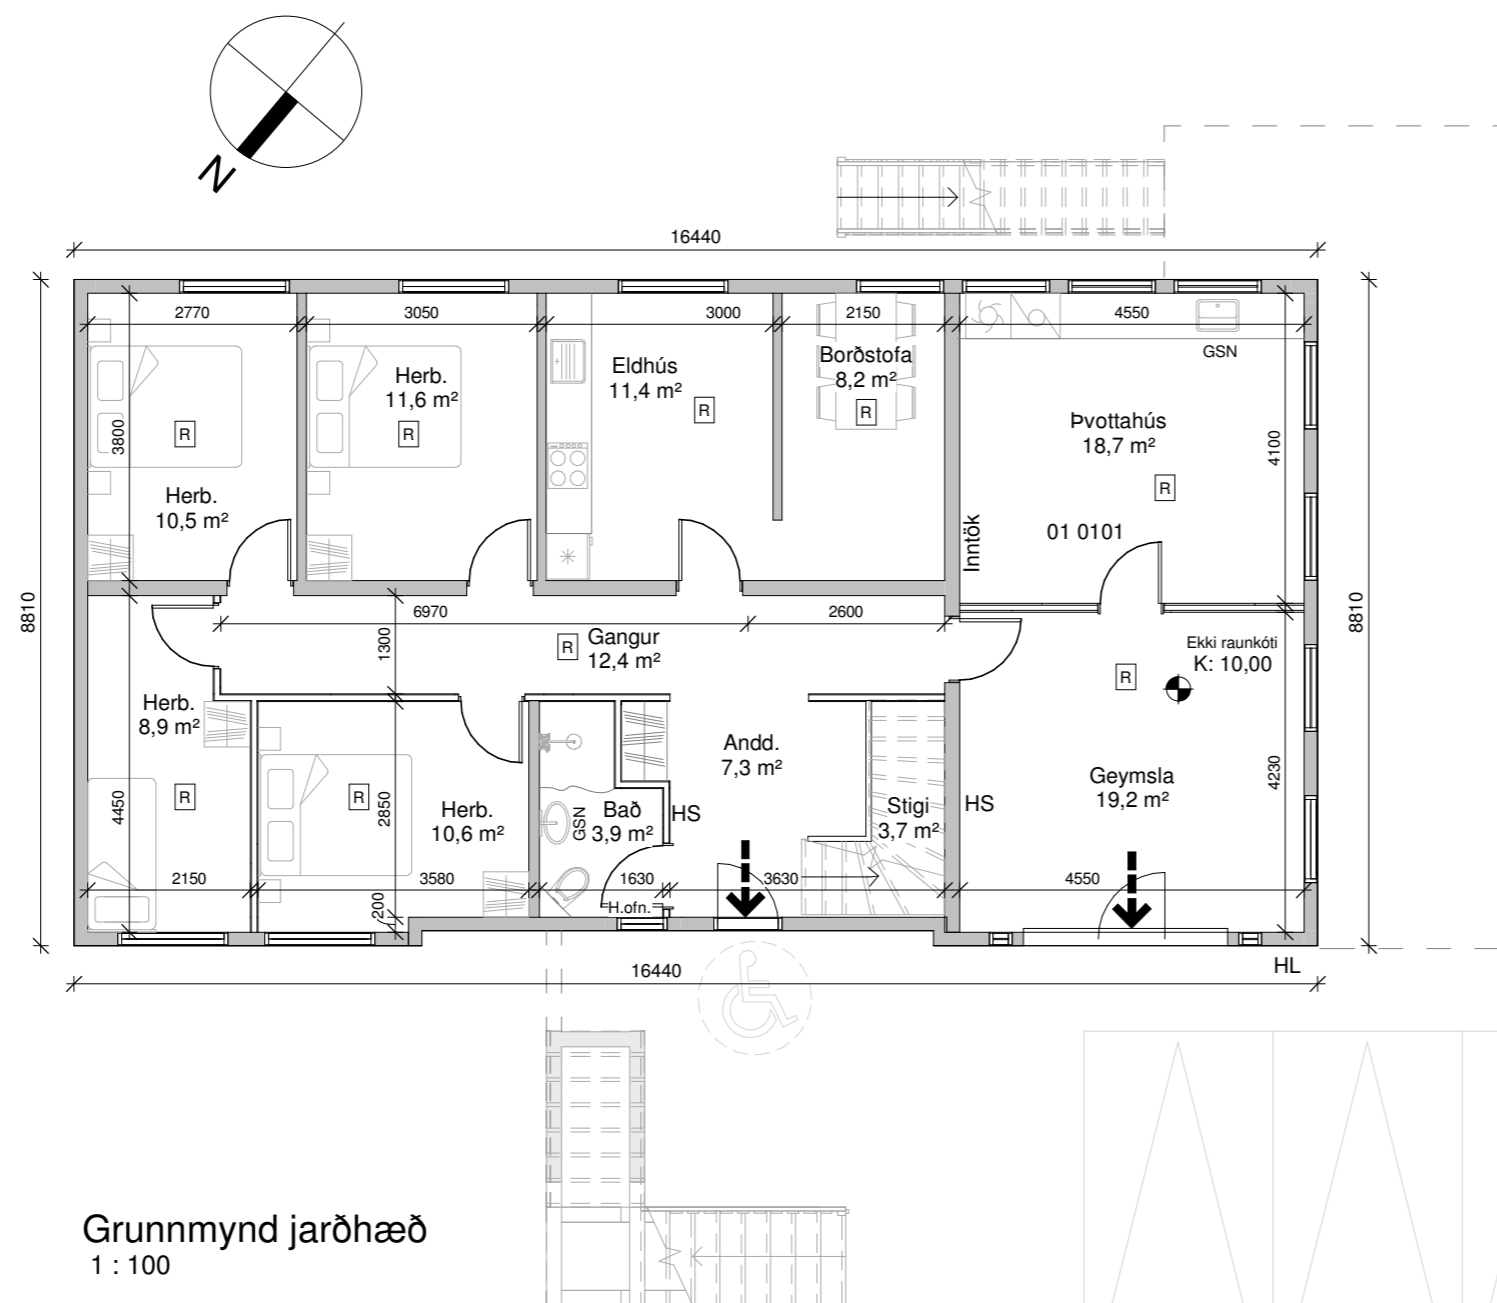 N
16440
2770
3050
3000
2150
4550
GSN
Herb.
11,6 m²
Eldhús
11,4 m²
Borðstofa
8,2 m²
R
R
R
R
3800
Herb.
10,5 m²
Þvottahús
18,7 m²
4100
R
01 0101
Inntök
8810
8810
6970
2600
1300
R
Gangur
12,4 m²
Ekki raunkóti
K: 10,00
R
Herb.
8,9 m²
Andd.
7,3 m²
Geymsla
19,2 m²
4230
R
R
4450
2850
Herb.
10,6 m²
GSN
Bað
3,9 m²
HS
Stigi
3,7 m²
HS
2150
3580
1630
3630
4550
200
H.ofn.
16440
HL
Grunnmynd jarðhæð
1 : 100